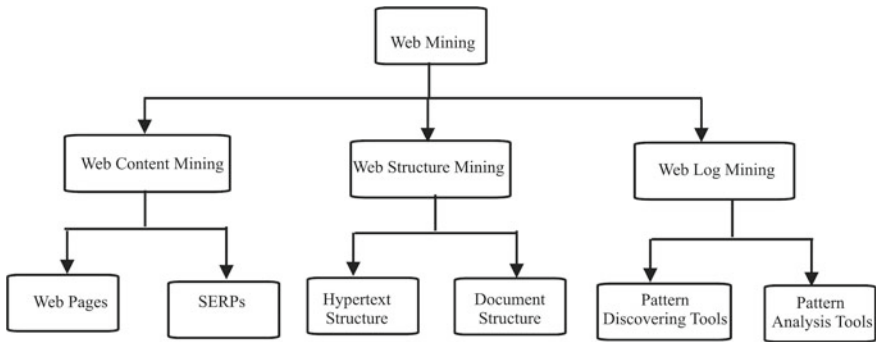 Web Mining
Web Content Mining
Web Structure Mining
Web Log Mining
Web Pages
SERPs
Hypertext
Structure
Document
Structure
Pattern
Discovering Tools
Pattern
Analysis Tools